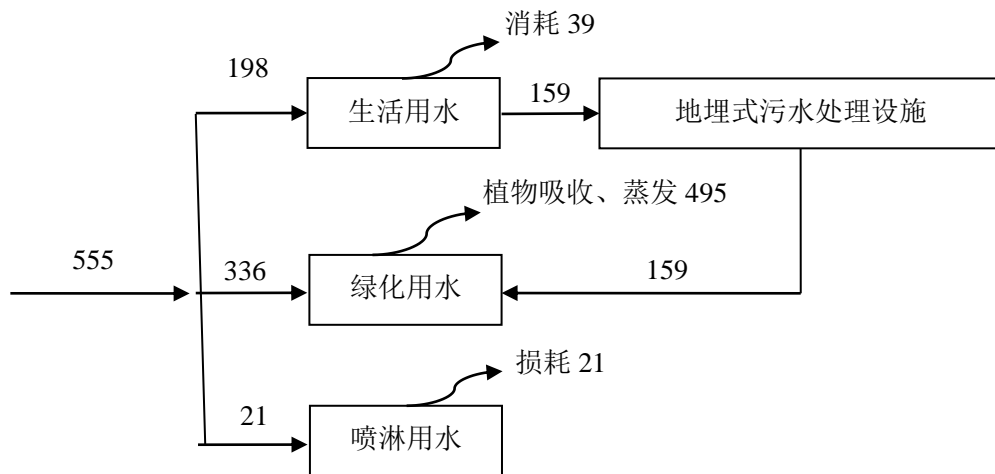 消耗 39
198
生活用水
159
地埋式污水处理设施
植物吸收、蒸发 495
555
336
绿化用水
159
损耗 21
21
喷淋用水